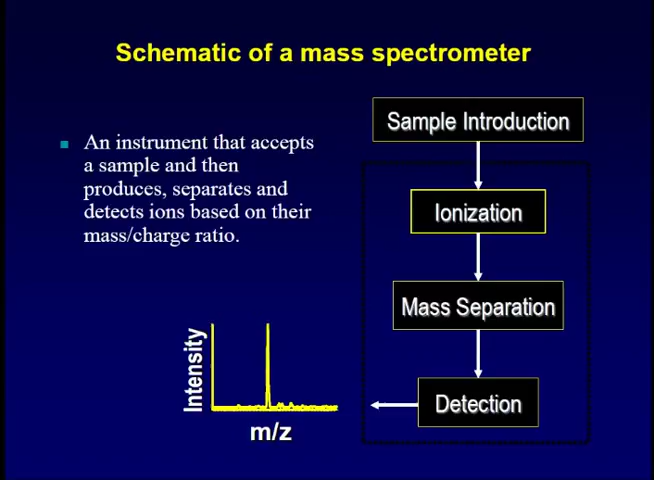 Schematic of a mass spectrometer
An instrument that accepts
a sample and then
produces, separates and
detects ions based on their
mass/charge ratio.
Sample Introduction
Ionization
Mass Separation
Detection
Intensity
m/z